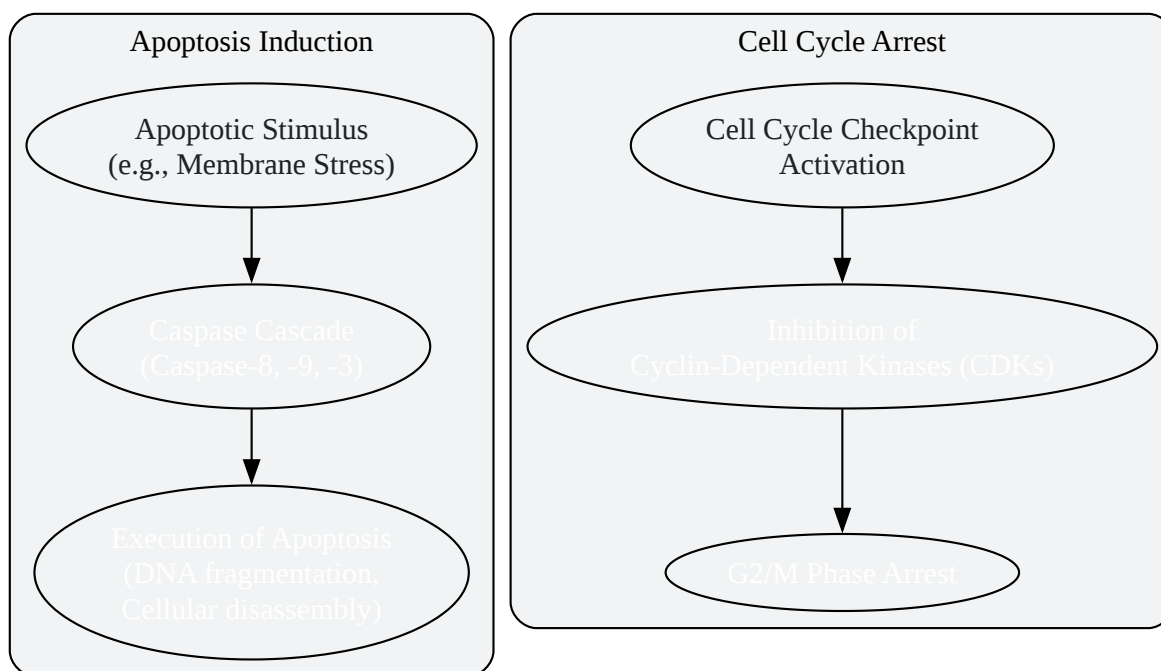 Apoptosis Induction
Apoptotic Stimulus
(e.g., Membrane Stress)
Caspase Cascade
(Caspase-8, -9, -3)
Execution of Apoptosis
(DNA fragmentation,
Cellular disassembly)
Cell Cycle Arrest
Cell Cycle Checkpoint
Activation
Inhibition of
Cyclin-Dependent Kinases (CDKs)
G2/M Phase Arrest